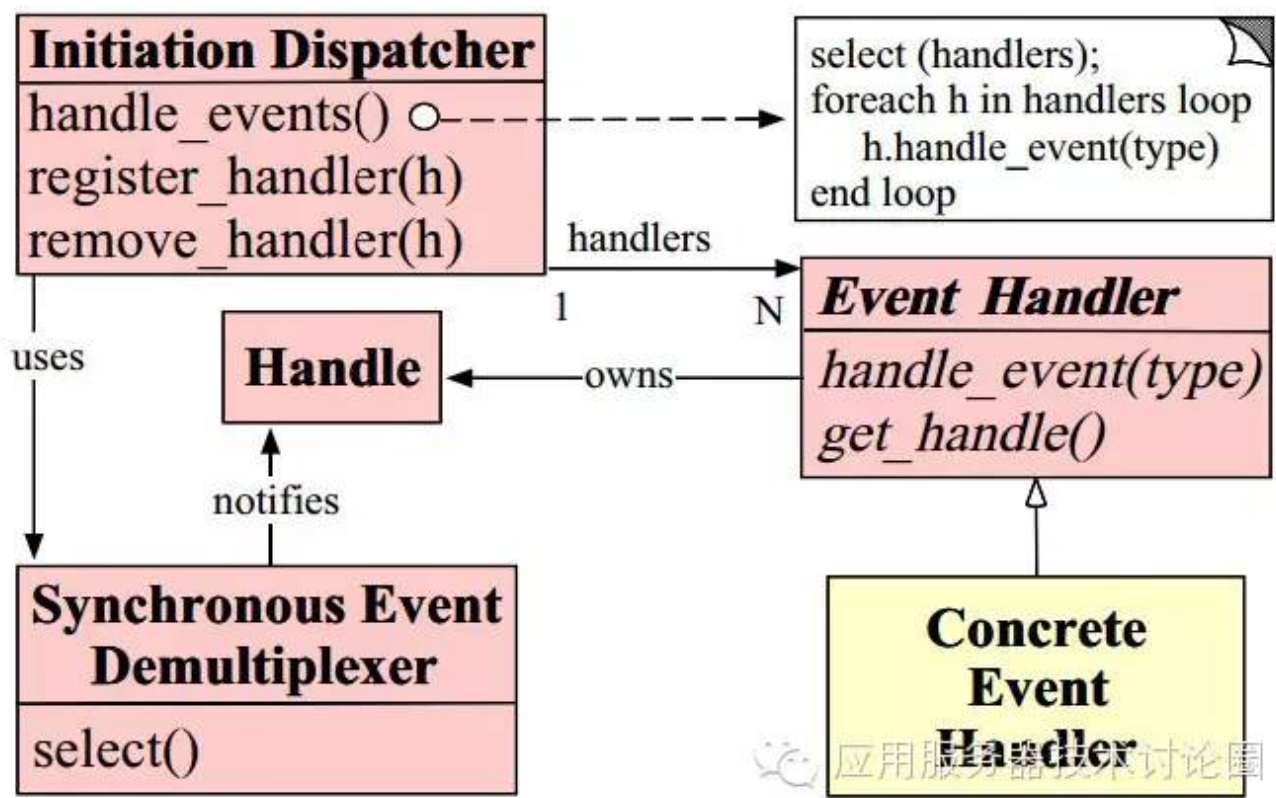 Initiation Dispatcher
handle_events()
register_handler(h)
remove_handler(h)
select (handlers);
foreach h in handlers loop
h.handle_event(type)
end loop
handlers
1
N
Event Handler
handle_event(type)
get_handle()
uses
Handle
owns
notifies
Synchronous Event
Demultiplexer
select()
Concrete
Event
Handler
应用服务器技术讨论圈